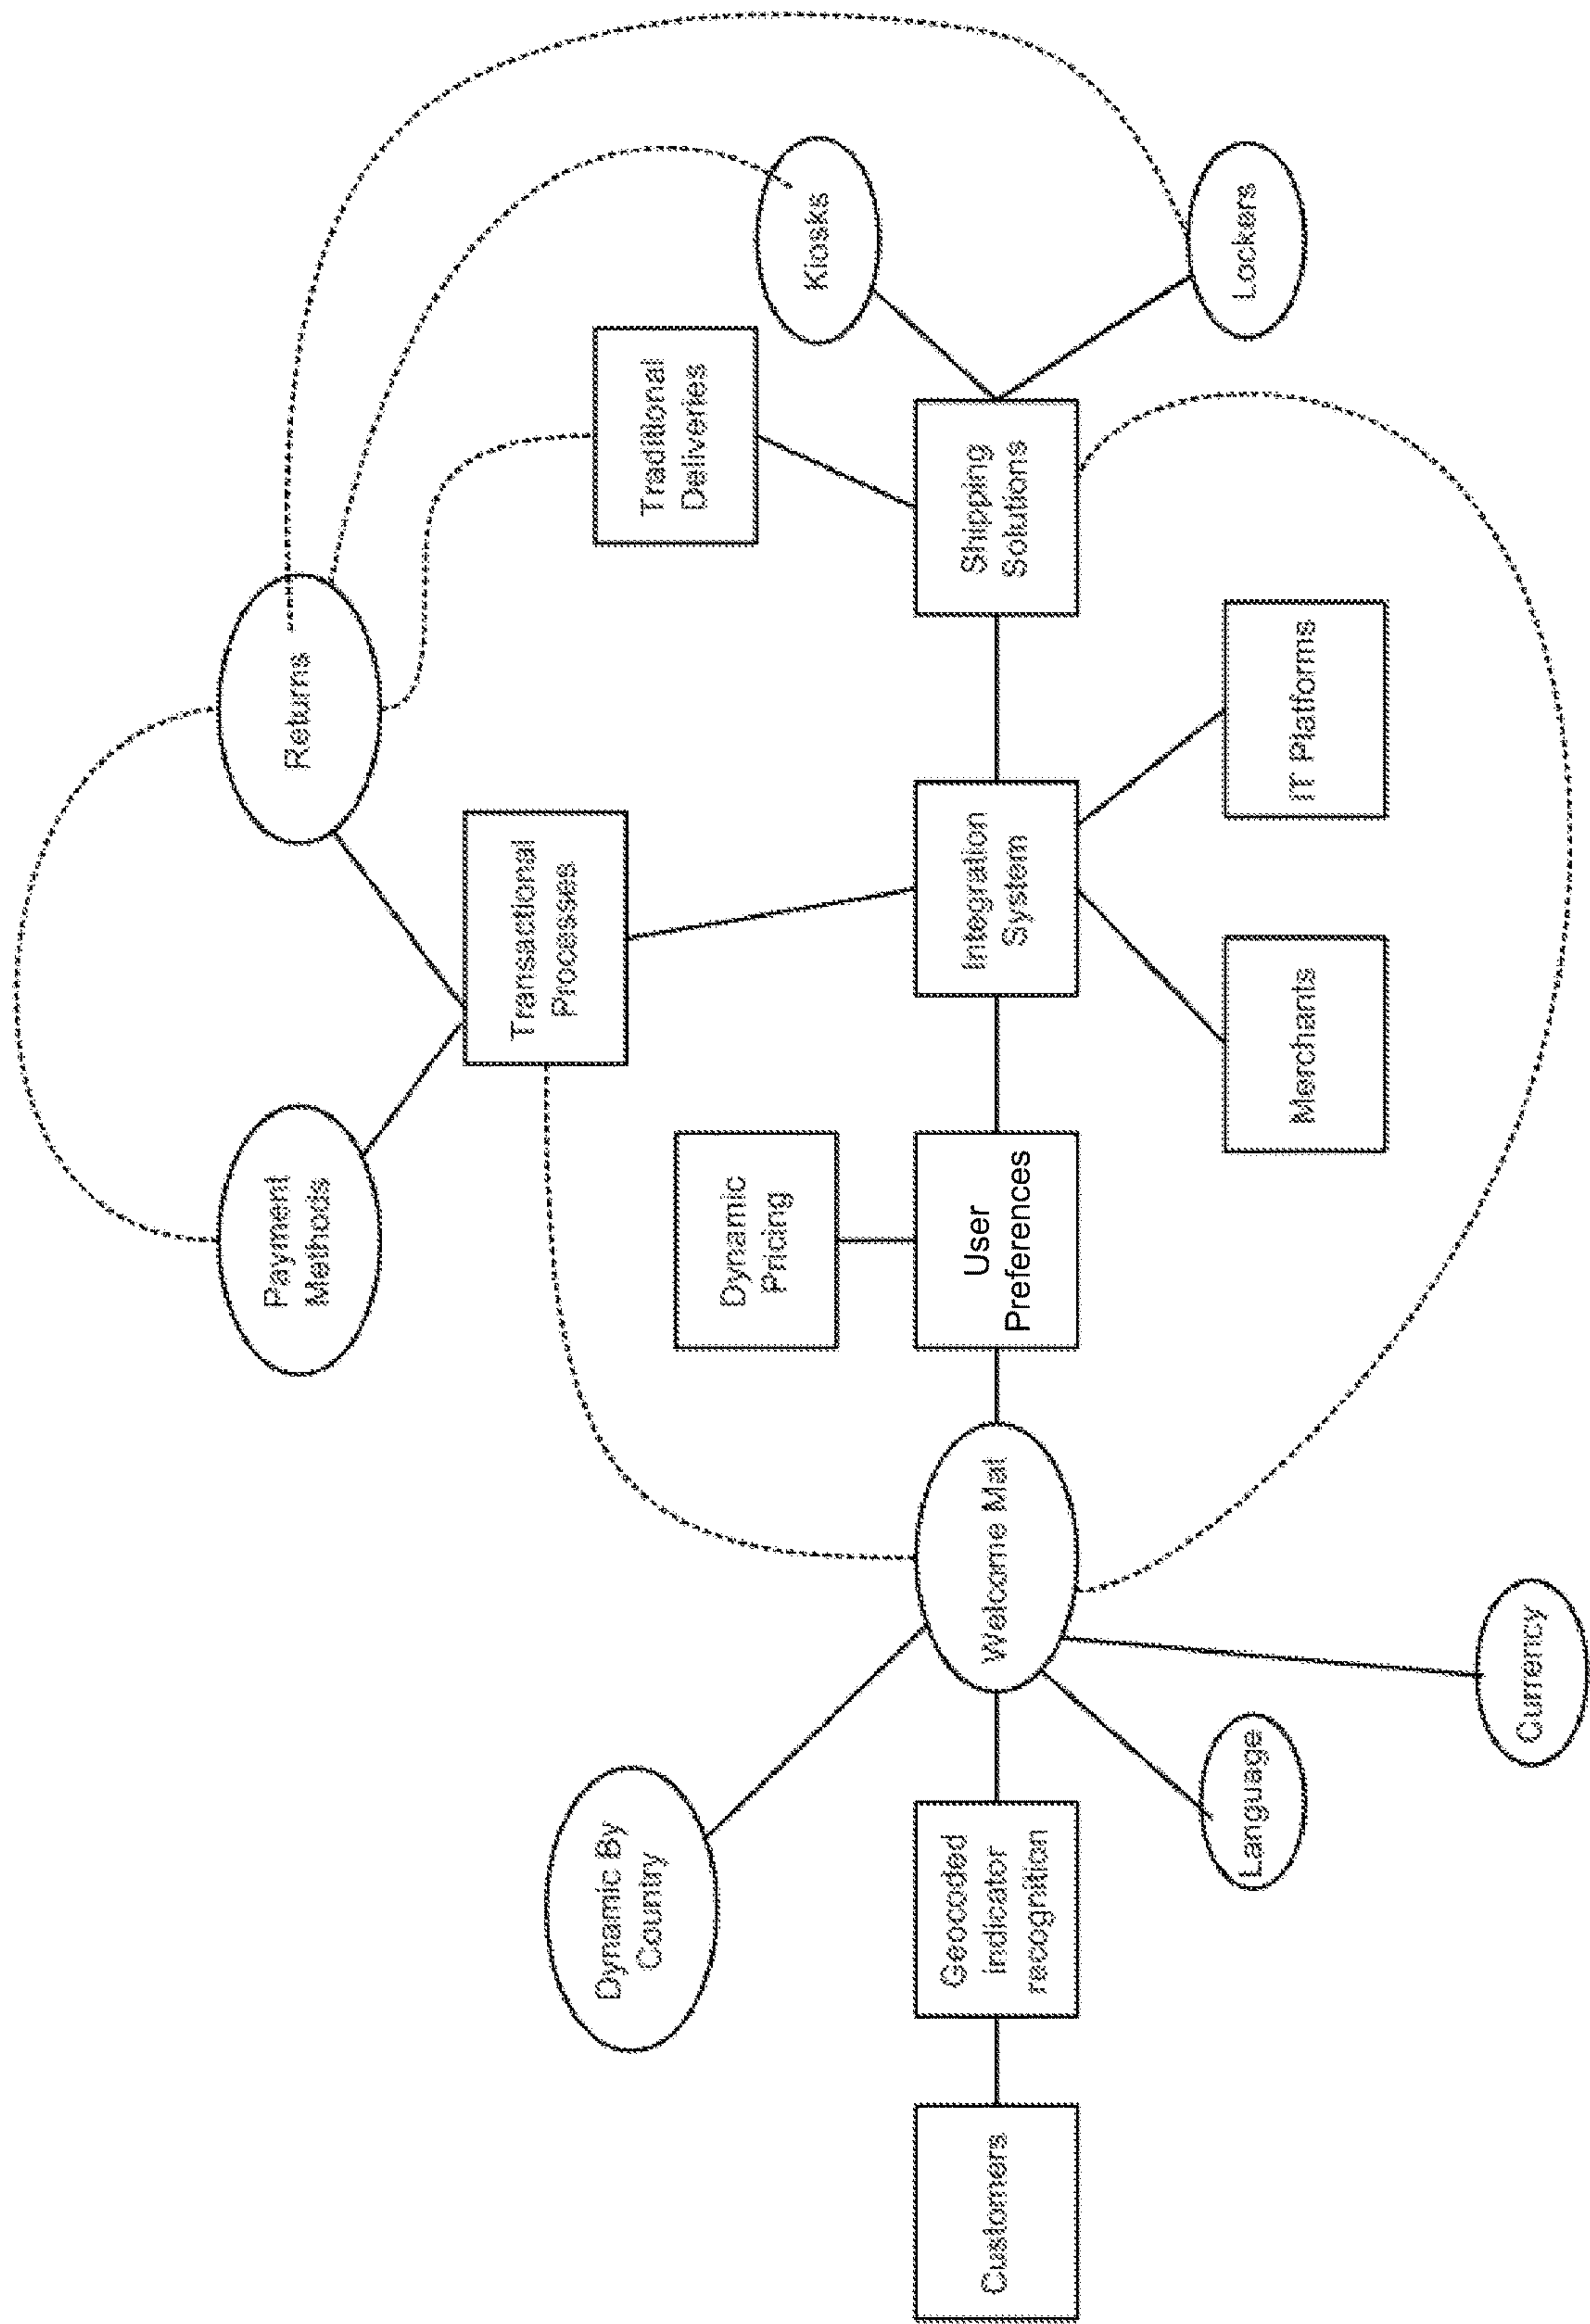 Payment
Methods
Returns
Transactional
Processes
Dynamic By
Country
Dynamic
Pricing
Traditional
Deliveries
Kiosks
Customers
Geocoded
indicator
recognition
Welcome Mat
User
Preferences
Integration
System
Shipping
Solutions
Language
Merchants
IT Platforms
Lockers
Currency